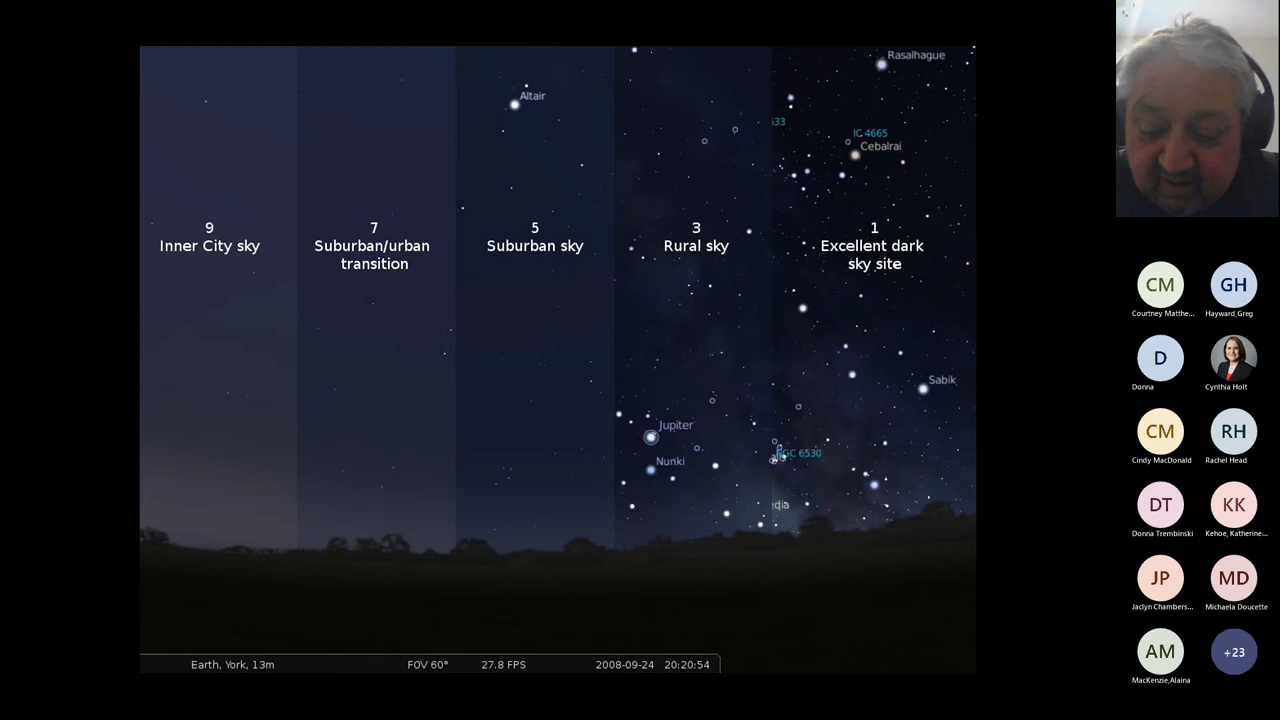 Rasalhague
Altair
IC 4665
Cebalrai
9
Inner City sky
7
Suburban/urban
transition
5
Suburban sky
3
Rural sky
1
Excellent dark
sky site
Sabik
Jupiter
Nunki
NGC 6530
Earth, York, 13m
FOV 60°
27.8 FPS
2008-09-24 20:20:54
CM
Courtney Matthe...
GH
Hayward,Greg
D
Donna
Cynthia Holt
CM
Cindy MacDonald
RH
Rachel Head
DT
Donna Trembinski
KK
Kehoe, Katherine...
JP
Jaclyn Chambers...
MD
Michaela Doucette
AM
MacKenzie,Alaina
+23